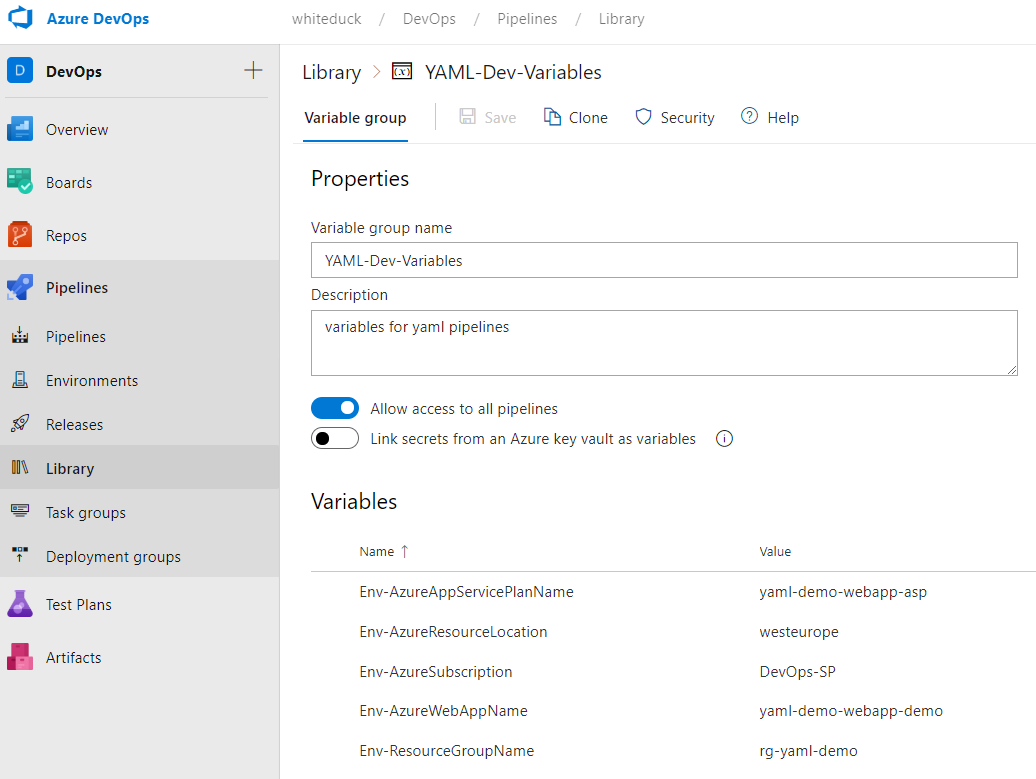 Azure DevOps
whiteduck / DevOps / Pipelines / Library
D DevOps
Overview
Boards
Repos
Pipelines
Pipelines
Environments
Releases
Library
Task groups
Deployment groups
Test Plans
Artifacts
Library > (x) YAML-Dev-Variables
Variable group Save Clone Security ? Help
Properties
Variable group name
YAML-Dev-Variables
Description
variables for yaml pipelines
Allow access to all pipelines
Link secrets from an Azure key vault as variables i
Variables
Name ↑ Value
Env-AzureAppServicePlanName yaml-demo-webapp-asp
Env-AzureResourceLocation westeurope
Env-AzureSubscription DevOps-SP
Env-AzureWebAppName yaml-demo-webapp-demo
Env-ResourceGroupName rg-yaml-demo